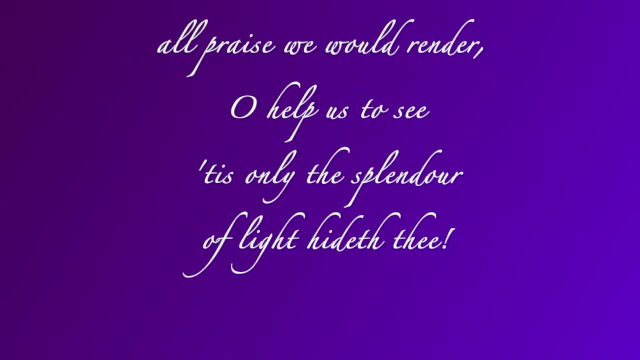 all praise we would render,
O help us to see
'tis only the splendour
of light hideth thee!